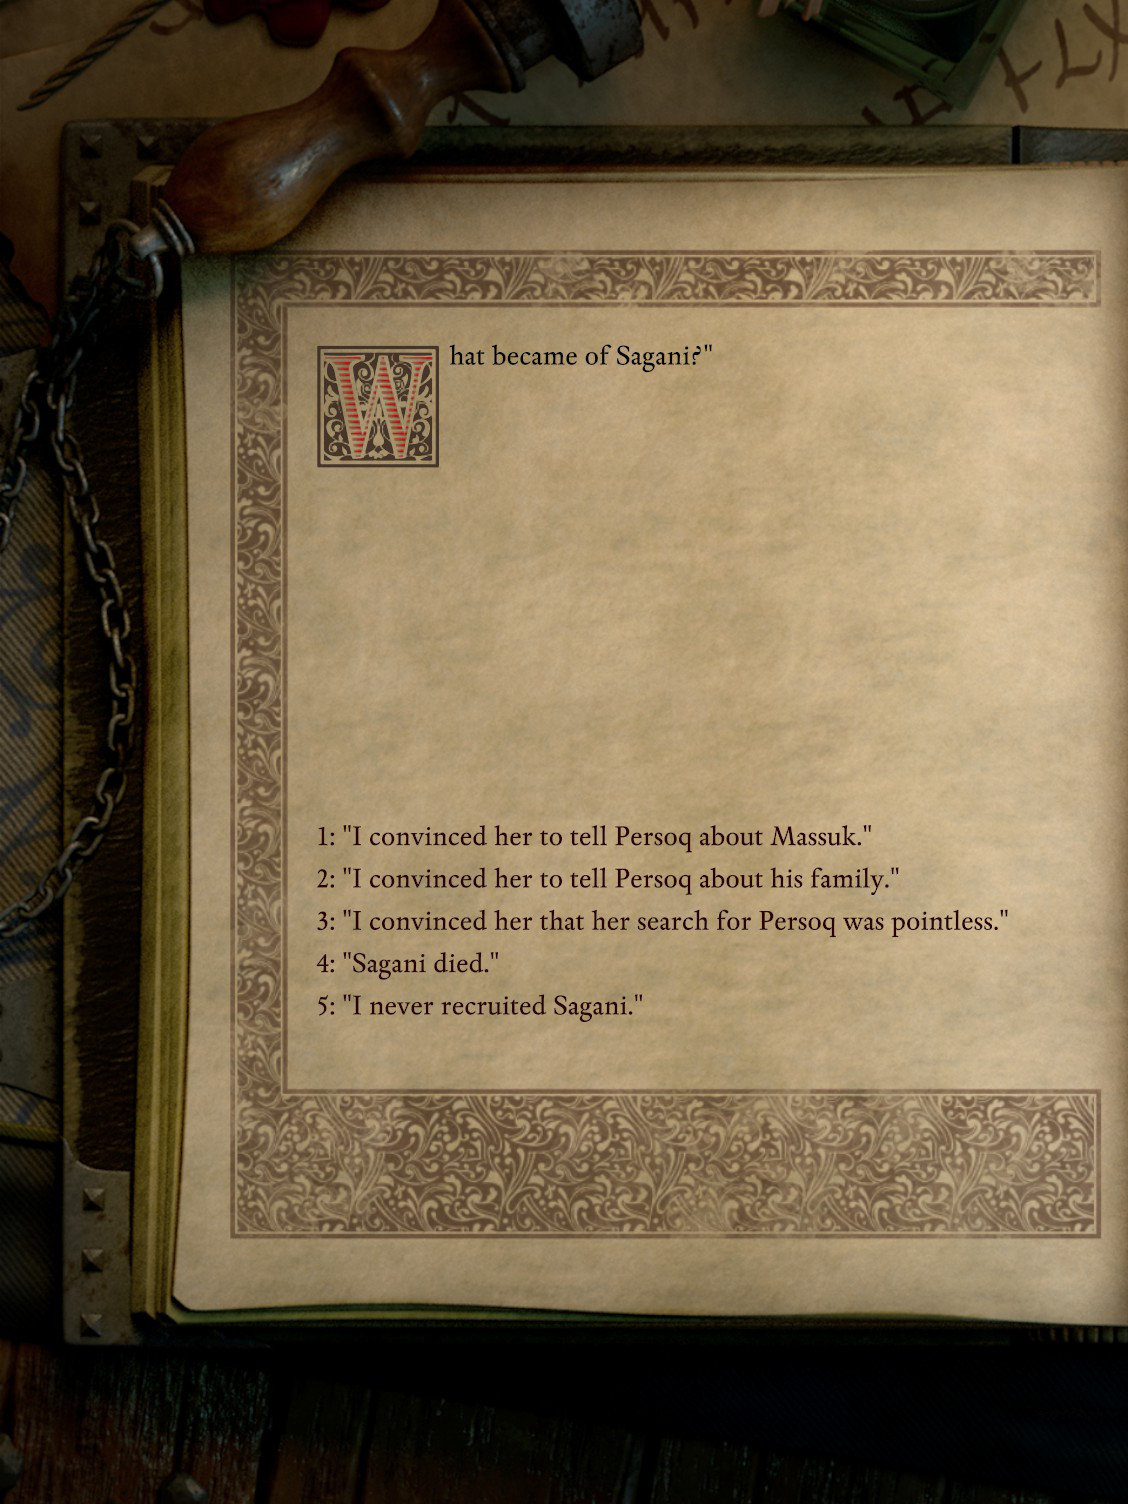 What became of Sagani?"
1: "I convinced her to tell Persoq about Massuk."
2: "I convinced her to tell Persoq about his family."
3: "I convinced her that her search for Persoq was pointless."
4: "Sagani died."
5: "I never recruited Sagani."